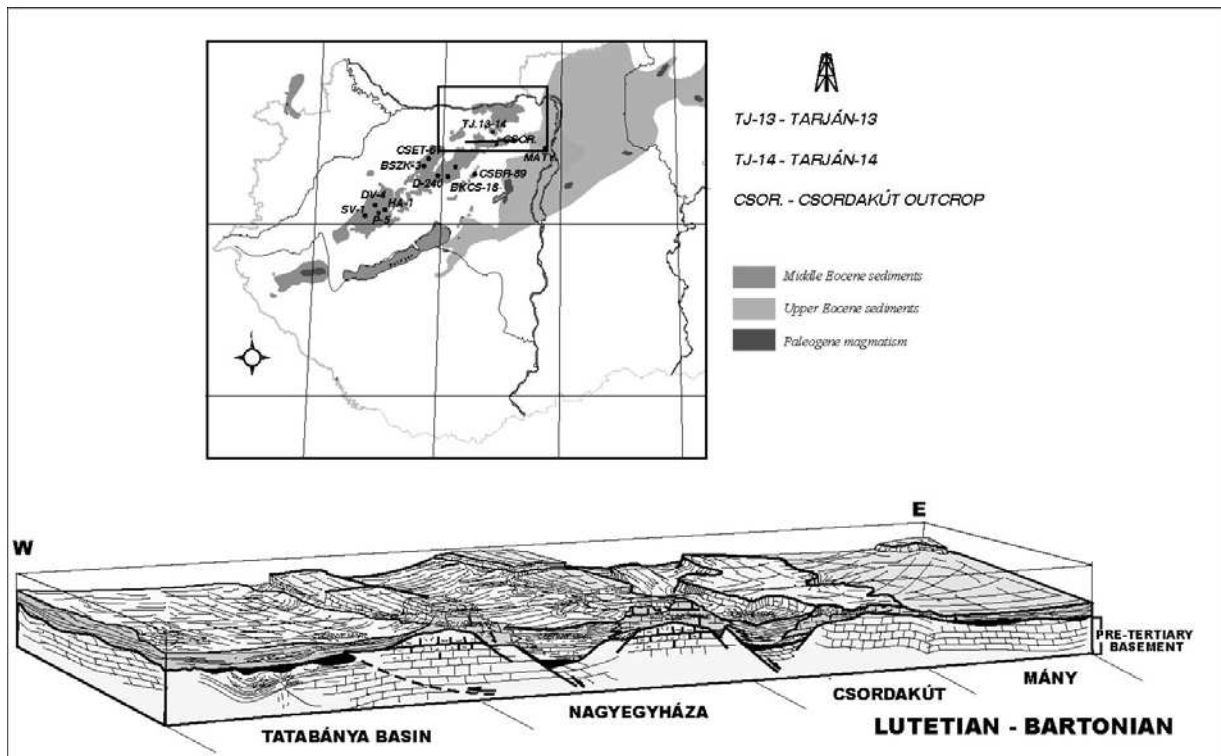 TJ.13-14
CSOR.
MÁTY.
CSET-61
BSZK-3
D-240
BKCS-18
CSBR-89
DV-4
HA-1
SV-1
P-5
TJ-13 - TARJÁN-13
TJ-14 - TARJÁN-14
CSOR. - CSORDAKÚT OUTCROP
Middle Eocene sediments
Upper Eocene sediments
Paleogene magmatism
W
E
PRE-TERTIARY
BASEMENT
MÁNY
CSORDAKÚT
NAGYEGYHÁZA
TATABÁNYA BASIN
LUTETIAN - BARTONIAN